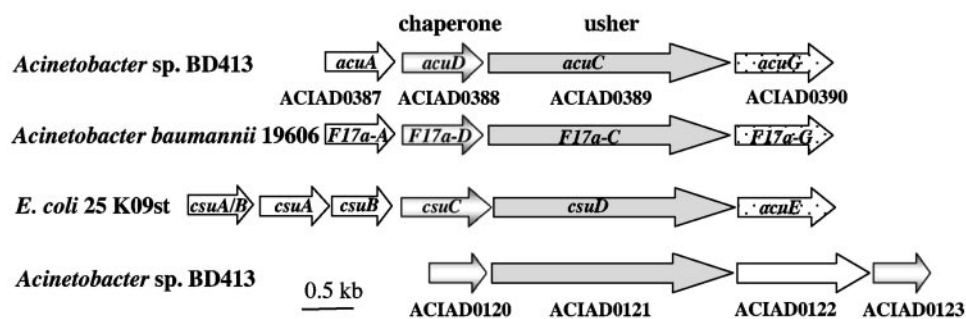 chaperone usher
Acinetobacter sp. BD413 acuA acuD acuC acuG
ACIAD0387 ACIAD0388 ACIAD0389 ACIAD0390
Acinetobacter baumannii 19606 F17a-A F17a-D F17a-C F17a-G
E. coli 25 K09st csuA/B csuA csuB csuC csuD acuE
Acinetobacter sp. BD413
0.5 kb
ACIAD0120 ACIAD0121 ACIAD0122 ACIAD0123